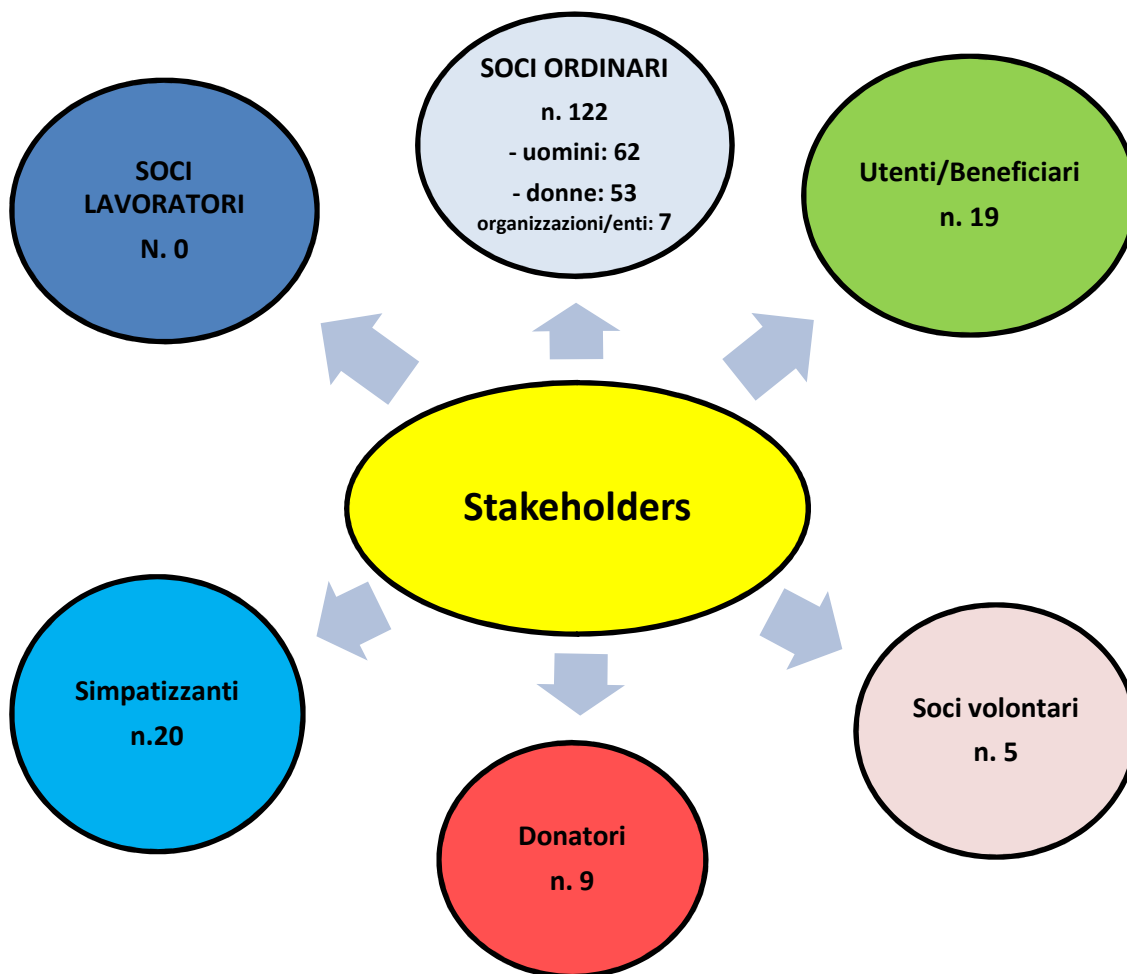 SOCI ORDINARI
n. 122
- uomini: 62
- donne: 53
organizzazioni/enti: 7
SOCI
LAVORATORI
N. 0
Utenti/Beneficiari
n. 19
Stakeholders
Simpatizzanti
n.20
Soci volontari
n. 5
Donatori
n. 9